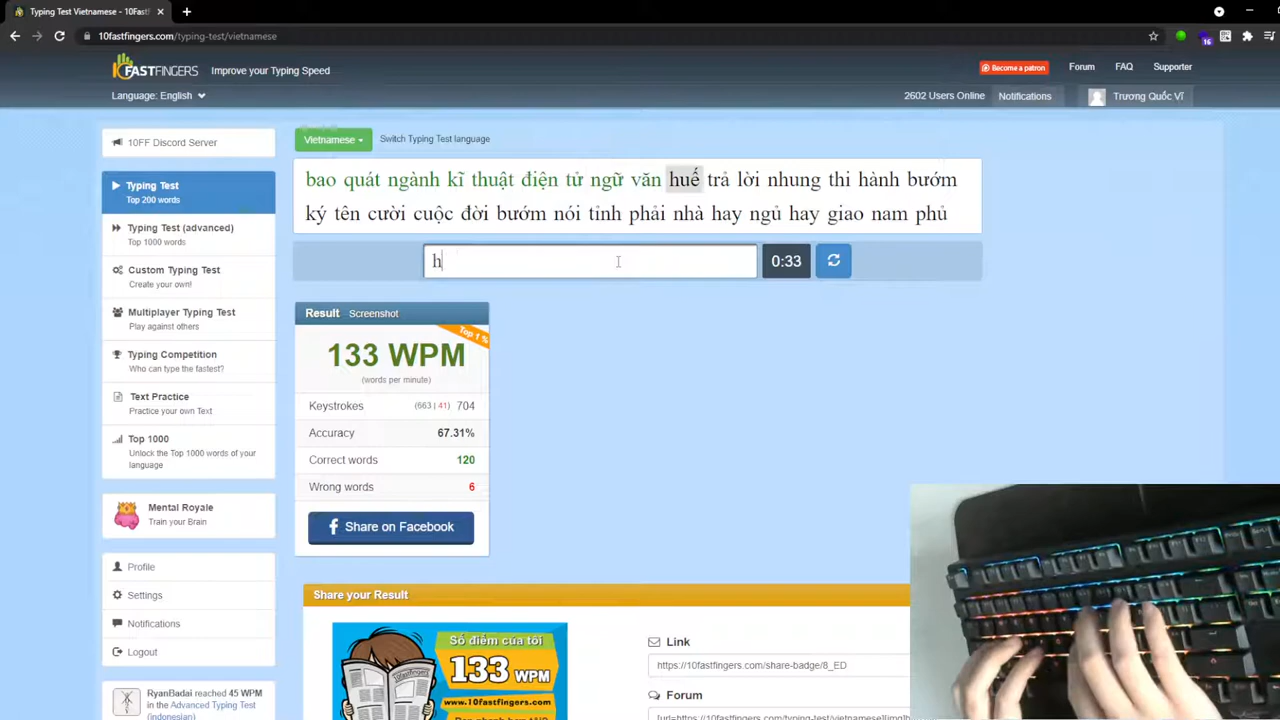 Typing Test Vietnamese - 10Fast
10fastfingers.com/typing-test/vietnamese
16
10FASTFINGERS
Improve your Typing Speed
Become a patron
Forum
FAQ
Supporter
Language: English
2602 Users Online
Notifications
Trương Quốc Vĩ
10FF Discord Server
Typing Test
Top 200 words
Typing Test (advanced)
Top 1000 words
Custom Typing Test
Create your own!
Multiplayer Typing Test
Play against others
Typing Competition
Who can type the fastest?
Text Practice
Practice your own Text
Top 1000
Unlock the Top 1000 words of your
language
Mental Royale
Train your Brain
Profile
Settings
Notifications
Logout
RyanBadai reached 45 WPM
in the Advanced Typing Test
(indonesian)
Vietnamese
Switch Typing Test language
bao quát ngành kĩ thuật điện tử ngữ văn huế trả lời nhung thi hành bướm
ký tên cười cuộc đời bướm nói tỉnh phải nhà hay ngủ hay giao nam phủ
h
0:33
Result Screenshot
Top 1 %
133 WPM
(words per minute)
Keystrokes (663 | 41) 704
Accuracy 67.31%
Correct words 120
Wrong words 6
Share on Facebook
Share your Result
Số điểm của tôi
133 WPM
www.10fastfingers.com
Link
https://10fastfingers.com/share-badge/8_ED
Forum